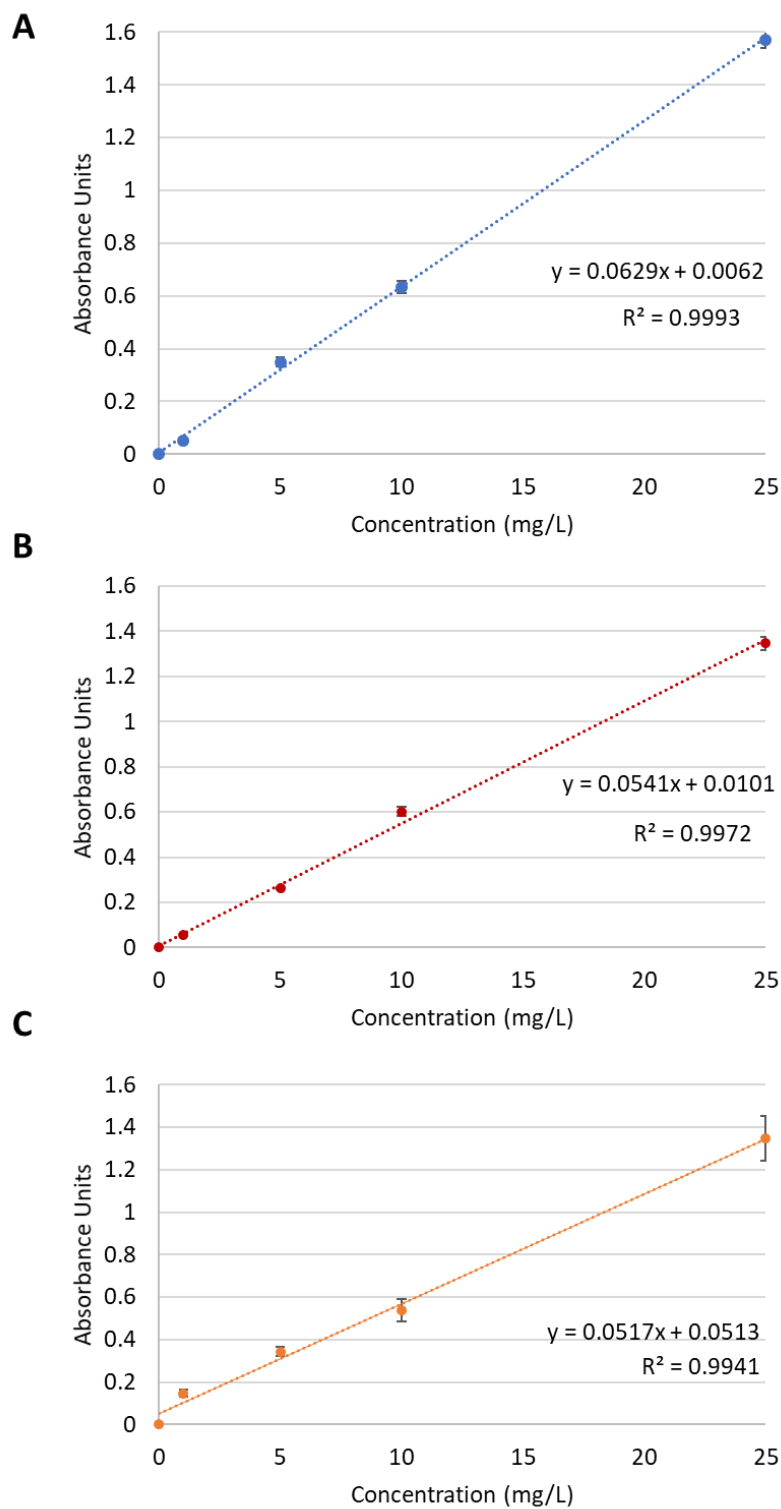 A
1.6
1.4
1.2
1
0.8
0.6
0.4
0.2
0
Absorbance Units
y = 0.0629x + 0.0062
R² = 0.9993
0 5 10 15 20 25
Concentration (mg/L)
B
1.6
1.4
1.2
1
0.8
0.6
0.4
0.2
0
Absorbance Units
y = 0.0541x + 0.0101
R² = 0.9972
0 5 10 15 20 25
Concentration (mg/L)
C
1.6
1.4
1.2
1
0.8
0.6
0.4
0.2
0
Absorbance Units
y = 0.0517x + 0.0513
R² = 0.9941
0 5 10 15 20 25
Concentration (mg/L)